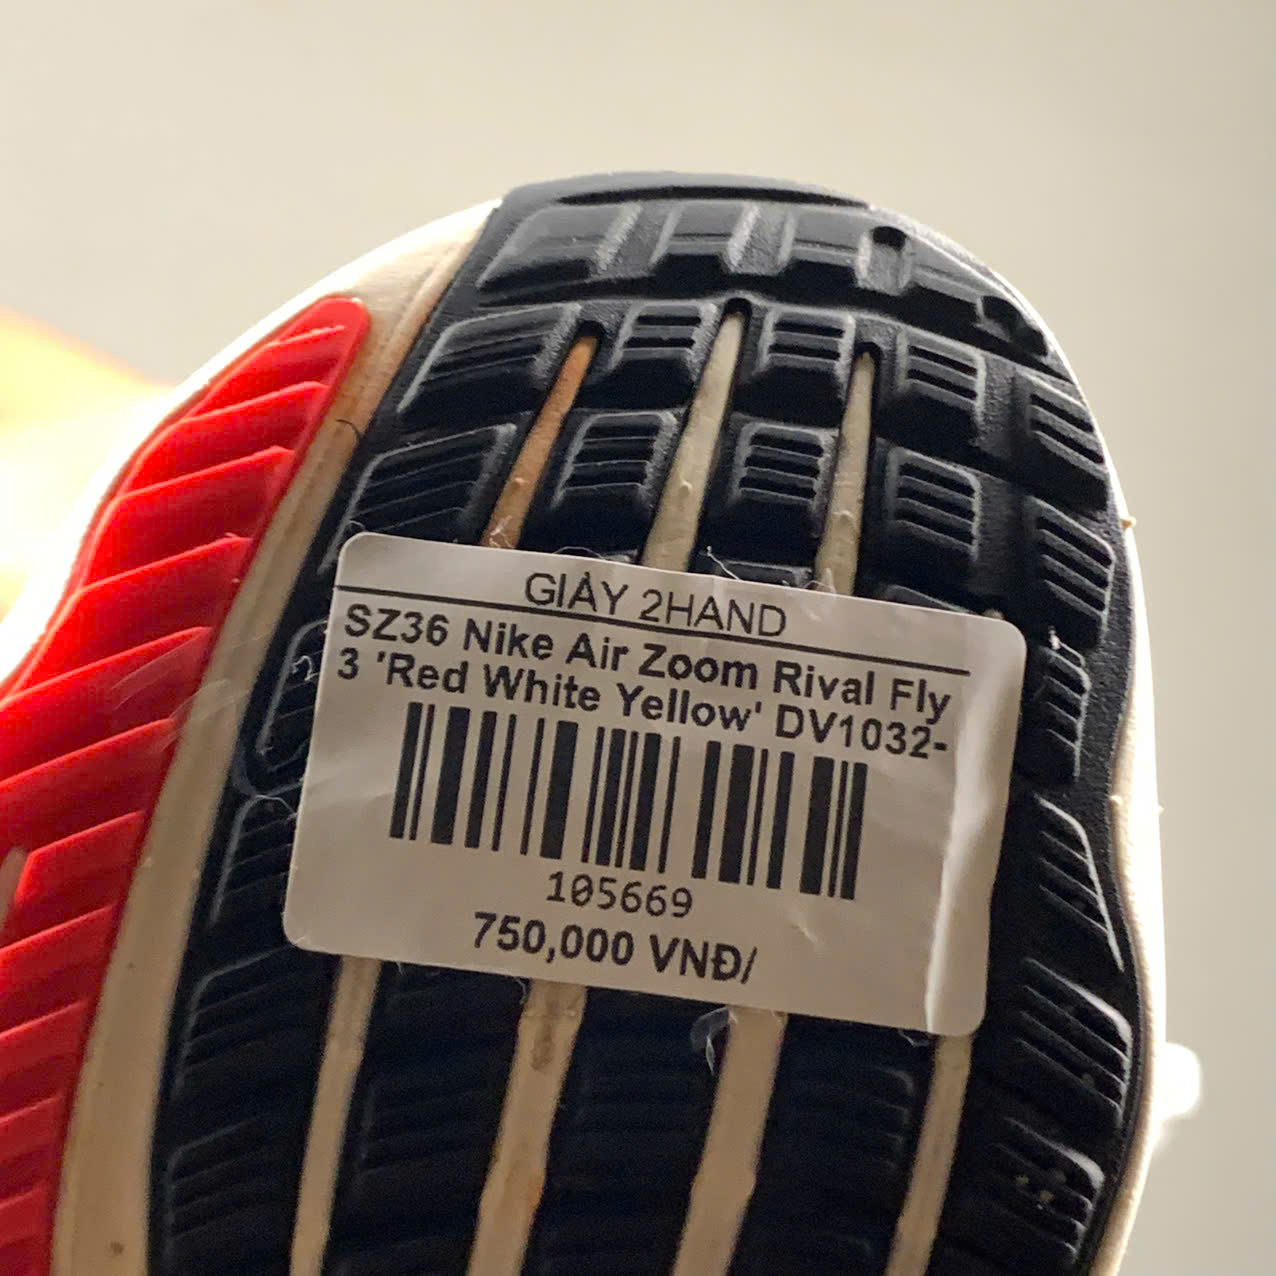 GIÀY 2HAND
SZ36 Nike Air Zoom Rival Fly
3 'Red White Yellow' DV1032-
105669
750,000 VNĐ/